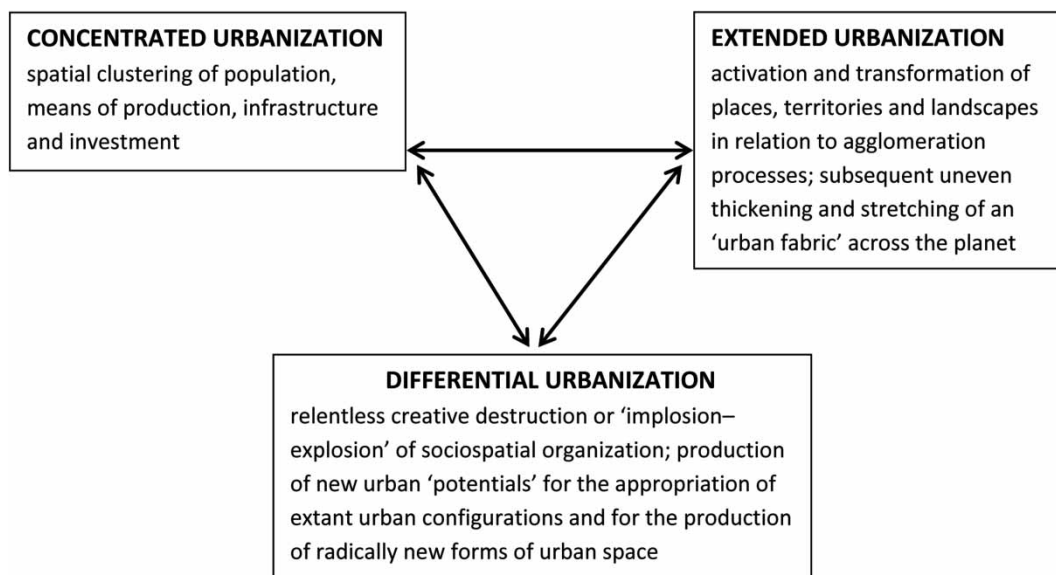 CONCENTRATED URBANIZATION
spatial clustering of population,
means of production, infrastructure
and investment
EXTENDED URBANIZATION
activation and transformation of
places, territories and landscapes
in relation to agglomeration
processes; subsequent uneven
thickening and stretching of an
‘urban fabric’ across the planet
DIFFERENTIAL URBANIZATION
relentless creative destruction or ‘implosion–
explosion’ of sociospatial organization; production
of new urban ‘potentials’ for the appropriation of
extant urban configurations and for the production
of radically new forms of urban space